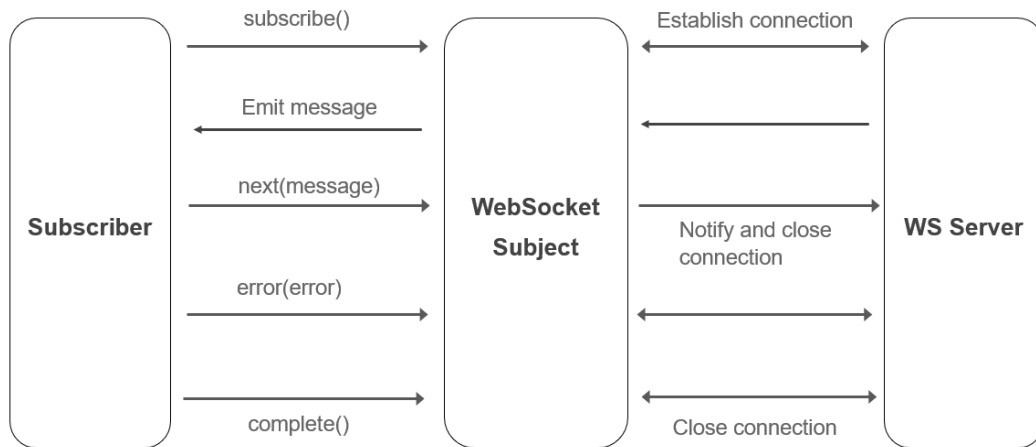 subscribe()
Establish connection
Emit message
next(message)
Subscriber
WebSocket
Subject
WS Server
Notify and close
connection
error(error)
complete()
Close connection